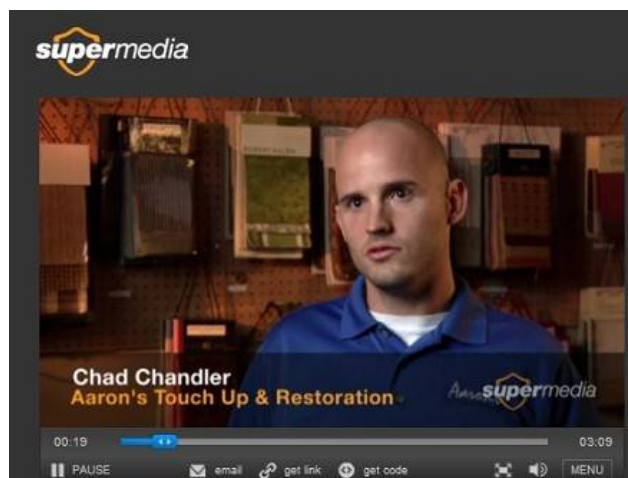 supermedia
Chad Chandler
Aaron's Touch Up & Restoration
supermedia
00:19
03:09
PAUSE
email
get link
get code
MENU